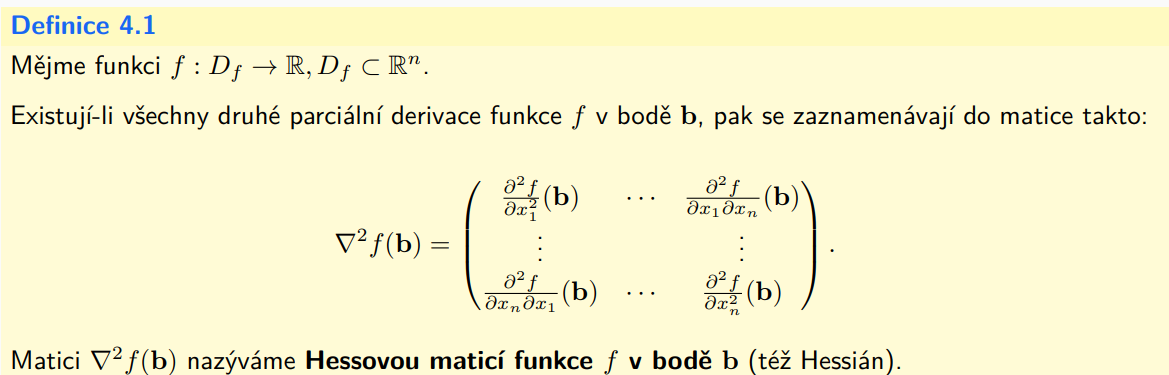 Definice 4.1
Mějme funkci $f : D_f \to \mathbb{R}, D_f \subset \mathbb{R}^n$.
Existují-li všechny druhé parciální derivace funkce $f$ v bodě $\mathbf{b}$, pak se zaznamenávají do matice takto:
$\nabla^2 f(\mathbf{b}) = \begin{pmatrix} \frac{\partial^2 f}{\partial x_1^2}(\mathbf{b}) & \cdots & \frac{\partial^2 f}{\partial x_1 \partial x_n}(\mathbf{b}) \\ \vdots & & \vdots \\ \frac{\partial^2 f}{\partial x_n \partial x_1}(\mathbf{b}) & \cdots & \frac{\partial^2 f}{\partial x_n^2}(\mathbf{b}) \end{pmatrix}.$
Matici $\nabla^2 f(\mathbf{b})$ nazýváme Hessovou maticí funkce $f$ v bodě $\mathbf{b}$ (též Hessián).